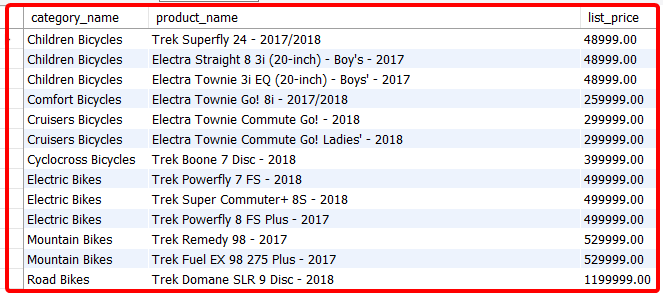 category_name product_name list_price
Children Bicycles Trek Superfly 24 - 2017/2018 48999.00
Children Bicycles Electra Straight 8 3i (20-inch) - Boy's - 2017 48999.00
Children Bicycles Electra Townie 3i EQ (20-inch) - Boys' - 2017 48999.00
Comfort Bicycles Electra Townie Go! 8i - 2017/2018 259999.00
Cruisers Bicycles Electra Townie Commute Go! - 2018 299999.00
Cruisers Bicycles Electra Townie Commute Go! Ladies' - 2018 299999.00
Cyclocross Bicycles Trek Boone 7 Disc - 2018 399999.00
Electric Bikes Trek Powerfly 7 FS - 2018 499999.00
Electric Bikes Trek Super Commuter+ 8S - 2018 499999.00
Electric Bikes Trek Powerfly 8 FS Plus - 2017 499999.00
Mountain Bikes Trek Remedy 98 - 2017 529999.00
Mountain Bikes Trek Fuel EX 98 275 Plus - 2017 529999.00
Road Bikes Trek Domane SLR 9 Disc - 2018 1199999.00